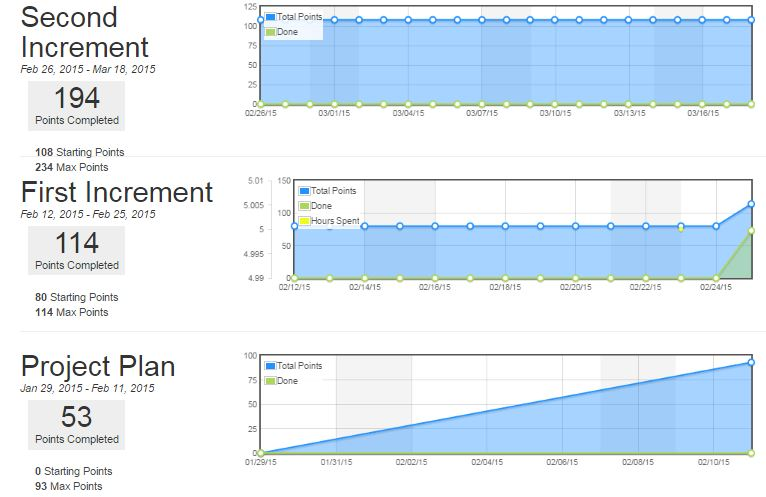 Second
Increment
Feb 26, 2015 - Mar 18, 2015
194
Points Completed
108 Starting Points
234 Max Points
125
100
75
50
25
0
Total Points
Done
02/26/15
03/01/15
03/04/15
03/07/15
03/10/15
03/13/15
03/16/15
First Increment
Feb 12, 2015 - Feb 25, 2015
114
Points Completed
80 Starting Points
114 Max Points
5.01
5.005
5
4.995
4.99
150
100
50
0
Total Points
Done
Hours Spent
02/12/15
02/14/15
02/16/15
02/18/15
02/20/15
02/22/15
02/24/15
Project Plan
Jan 29, 2015 - Feb 11, 2015
53
Points Completed
0 Starting Points
93 Max Points
100
75
50
25
0
Total Points
Done
01/29/15
01/31/15
02/02/15
02/04/15
02/06/15
02/08/15
02/10/15